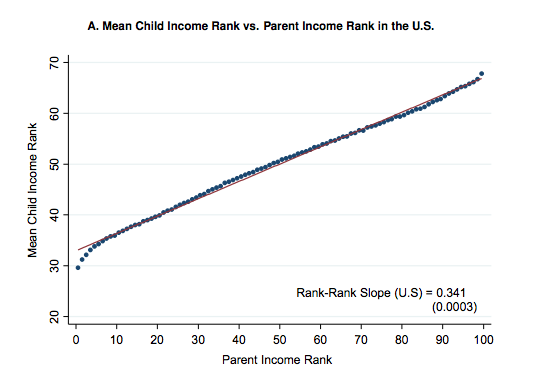 A. Mean Child Income Rank vs. Parent Income Rank in the U.S.
Mean Child Income Rank
70
60
50
40
30
20
Rank-Rank Slope (U.S) = 0.341
(0.0003)
0 10 20 30 40 50 60 70 80 90 100
Parent Income Rank